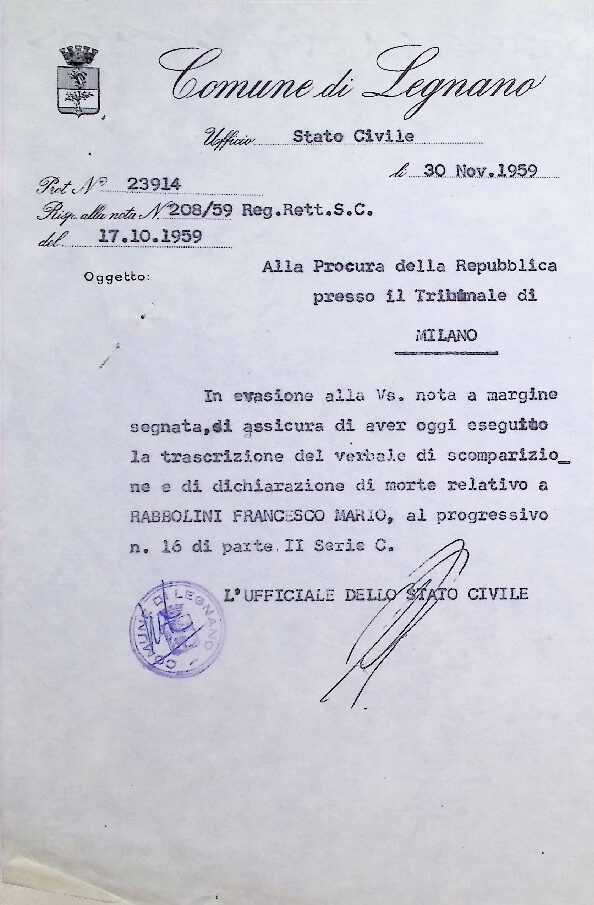 Comune di Legnano
Ufficio Stato Civile
li 30 Nov. 1959
Prot. N° 23914
Risp. alla nota N° 208/59 Reg.Rett.S.C.
del 17.10.1959
Oggetto:
Alla Procura della Repubblica
presso il Tribunale di
MILANO
In evasione alla Vs. nota a margine
segnata,si assicura di aver oggi eseguito
la trascrizione del verbale di scomparizio_
ne e di dichiarazione di morte relativo a
RABBOLINI FRANCESCO MARIO, al progressivo
n. 16 di parte II Serie C.
L'UFFICIALE DELLO STATO CIVILE
COMUNE DI LEGNANO